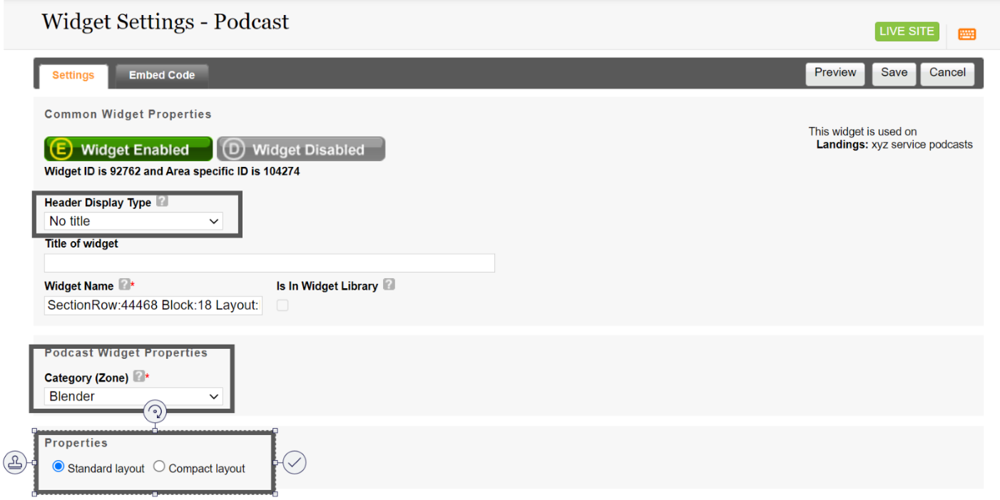 Widget Settings - Podcast
LIVE SITE
Settings Embed Code Preview Save Cancel
Common Widget Properties
This widget is used on
Landings: xyz service podcasts
E Widget Enabled D Widget Disabled
Widget ID is 92762 and Area specific ID is 104274
Header Display Type ?
No title
Title of widget
Widget Name ?* Is In Widget Library ?
SectionRow:44468 Block:18 Layout:
Podcast Widget Properties
Category (Zone) ?*
Blender
Properties
Standard layout Compact layout